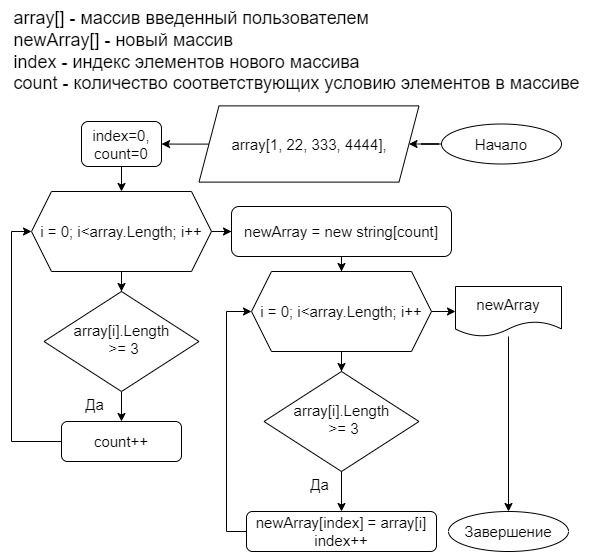 array[] - массив введенный пользователем
newArray[] - новый массив
index - индекс элементов нового массива
count - количество соответствующих условию элементов в массиве
Начало
array[1, 22, 333, 4444],
index=0,
count=0
i = 0; i<array.Length; i++
array[i].Length
>= 3
Да
count++
newArray = new string[count]
i = 0; i<array.Length; i++
array[i].Length
>= 3
Да
newArray[index] = array[i]
index++
newArray
Завершение